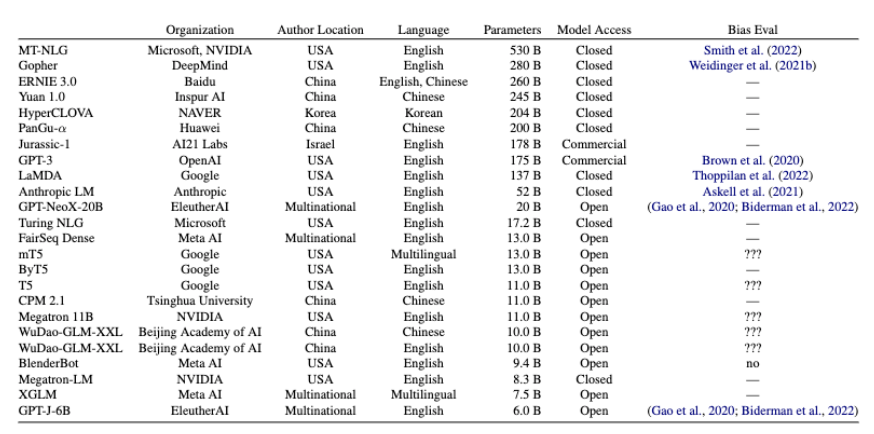 Organization Author Location Language Parameters Model Access Bias Eval
MT-NLG Microsoft, NVIDIA USA English 530 B Closed Smith et al. (2022)
Gopher DeepMind USA English 280 B Closed Weidinger et al. (2021b)
ERNIE 3.0 Baidu China English, Chinese 260 B Closed —
Yuan 1.0 Inspur AI China Chinese 245 B Closed —
HyperCLOVA NAVER Korea Korean 204 B Closed —
PanGu-α Huawei China Chinese 200 B Closed —
Jurassic-1 AI21 Labs Israel English 178 B Commercial —
GPT-3 OpenAI USA English 175 B Commercial Brown et al. (2020)
LaMDA Google USA English 137 B Closed Thoppilan et al. (2022)
Anthropic LM Anthropic USA English 52 B Closed Askell et al. (2021)
GPT-NeoX-20B EleutherAI Multinational English 20 B Open (Gao et al., 2020; Biderman et al., 2022)
Turing NLG Microsoft USA English 17.2 B Closed —
FairSeq Dense Meta AI Multinational English 13.0 B Open —
mT5 Google USA Multilingual 13.0 B Open ???
ByT5 Google USA English 13.0 B Open —
T5 Google USA English 11.0 B Open ???
CPM 2.1 Tsinghua University China Chinese 11.0 B Open —
Megatron 11B NVIDIA USA English 11.0 B Open ???
WuDao-GLM-XXL Beijing Academy of AI China Chinese 10.0 B Open ???
WuDao-GLM-XXL Beijing Academy of AI China English 10.0 B Open ???
BlenderBot Meta AI USA English 9.4 B Open no
Megatron-LM NVIDIA USA English 8.3 B Closed —
XGLM Meta AI Multinational Multilingual 7.5 B Open —
GPT-J-6B EleutherAI Multinational English 6.0 B Open (Gao et al., 2020; Biderman et al., 2022)